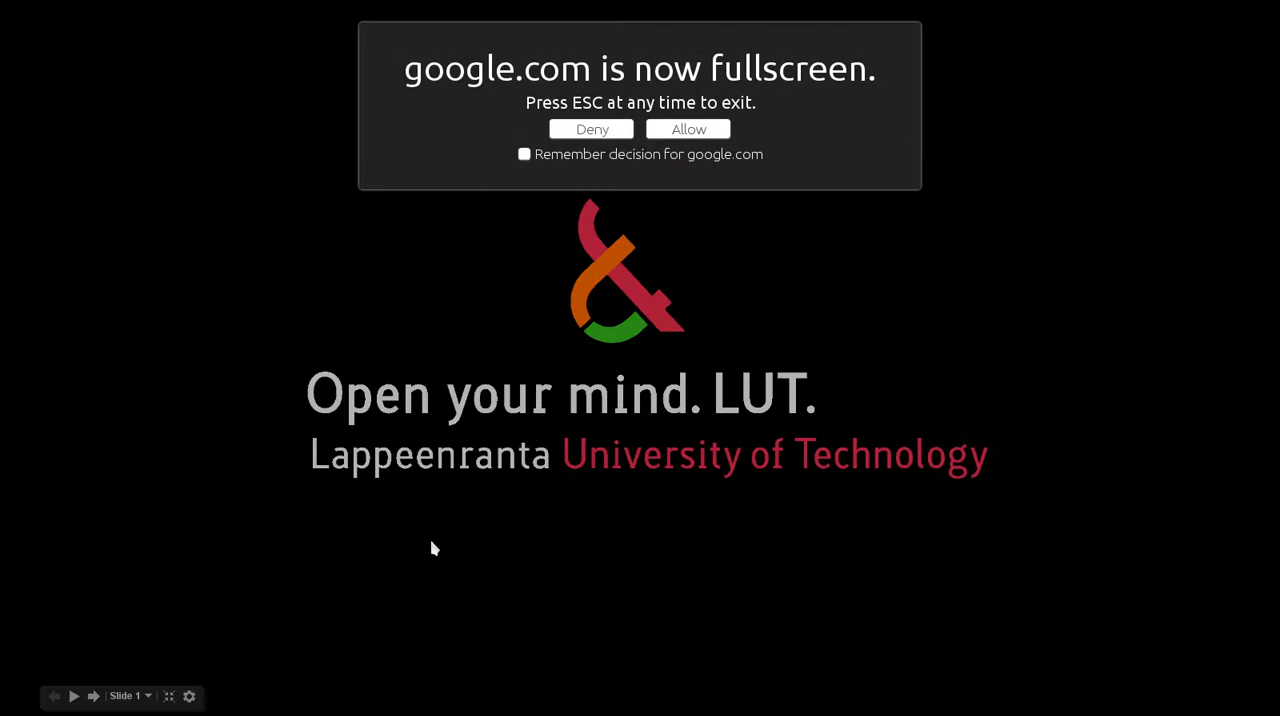 google.com is now fullscreen.
Press ESC at any time to exit.
Deny Allow
Remember decision for google.com
Open your mind. LUT.
Lappeenranta University of Technology
Slide 1